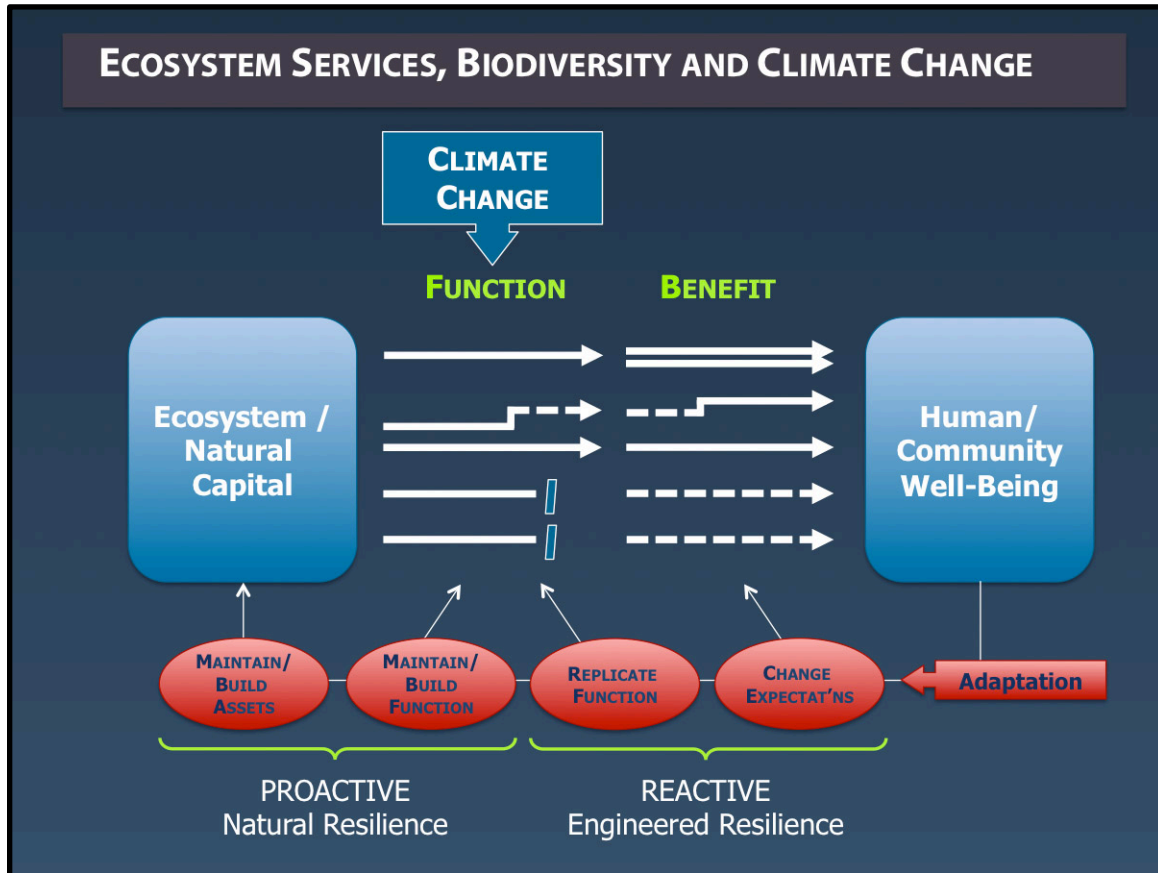 ECOSYSTEM SERVICES, BIODIVERSITY AND CLIMATE CHANGE
CLIMATE
CHANGE
FUNCTION
BENEFIT
Ecosystem /
Natural
Capital
Human/
Community
Well-Being
MAINTAIN/
BUILD
ASSETS
MAINTAIN/
BUILD
FUNCTION
REPLICATE
FUNCTION
CHANGE
EXPECTAT'NS
Adaptation
PROACTIVE
Natural Resilience
REACTIVE
Engineered Resilience